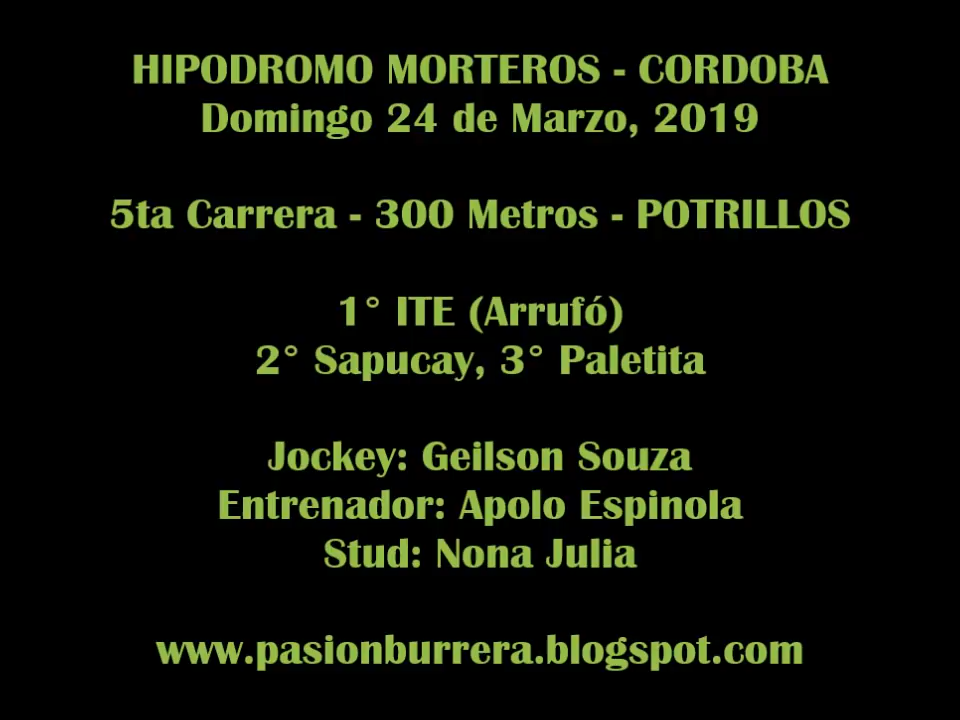 HIPODROMO MORTEROS - CORDOBA
Domingo 24 de Marzo, 2019
5ta Carrera - 300 Metros - POTRILLOS
1° ITE (Arrufó)
2° Sapucay, 3° Paletita
Jockey: Geilson Souza
Entrenador: Apolo Espinola
Stud: Nona Julia
www.pasionburrera.blogspot.com